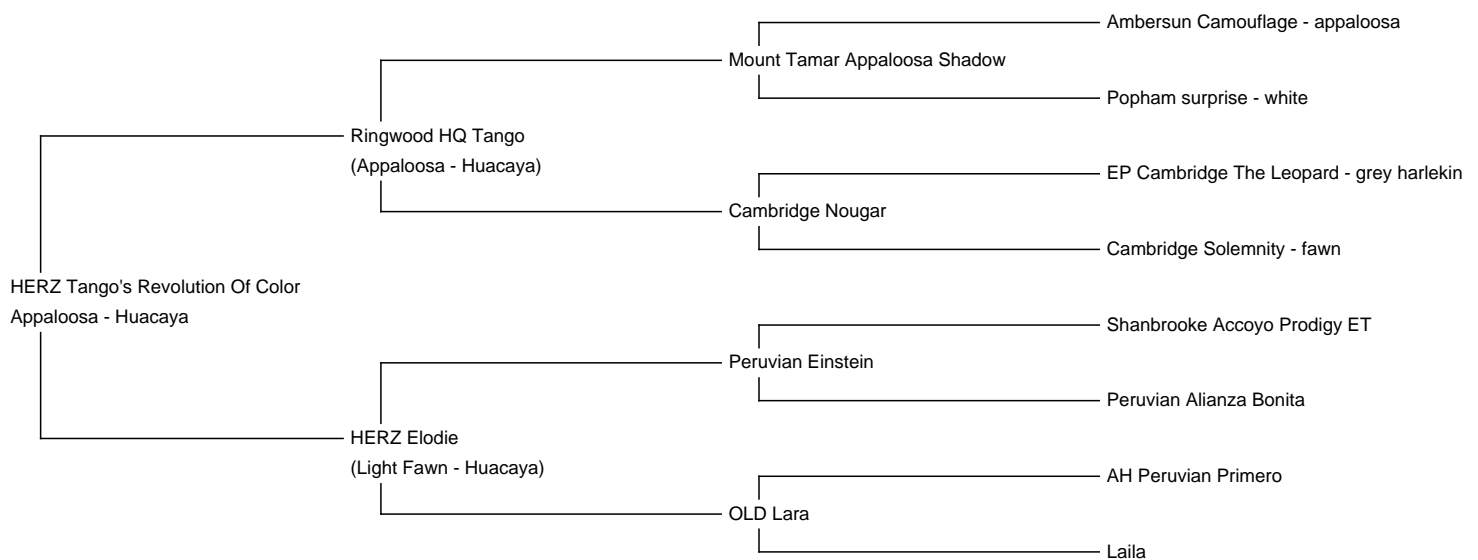 Ambersun Camouflage - appaloosa
Mount Tamar Appaloosa Shadow
Popham surprise - white
Ringwood HQ Tango
(Appaloosa - Huacaya)
EP Cambridge The Leopard - grey harlekin
Cambridge Nougar
Cambridge Solemnity - fawn
HERZ Tango's Revolution Of Color
Appaloosa - Huacaya
Shanbrooke Accoyo Prodigy ET
Peruvian Einstein
Peruvian Alianza Bonita
HERZ Elodie
(Light Fawn - Huacaya)
AH Peruvian Primero
OLD Lara
Laila